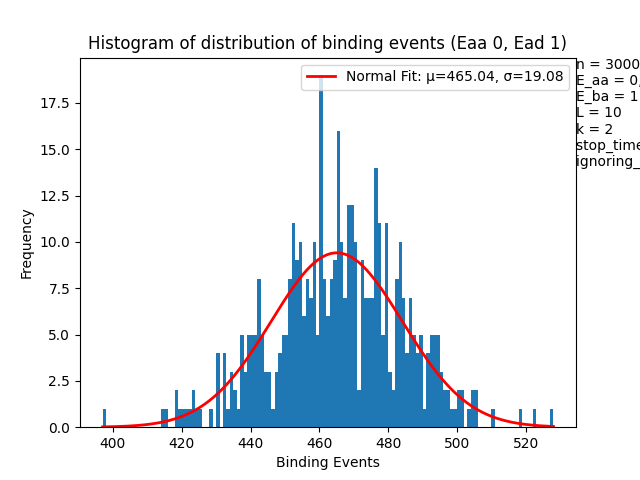 Histogram of distribution of binding events (Eaa 0, Ead 1)
Normal Fit: μ=465.04, σ=19.08
n = 3000
E_aa = 0,
E_ba = 1
L = 10
k = 2
stop_time
ignoring_
17.5
15.0
12.5
10.0
7.5
5.0
2.5
0.0
Frequency
400 420 440 460 480 500 520
Binding Events